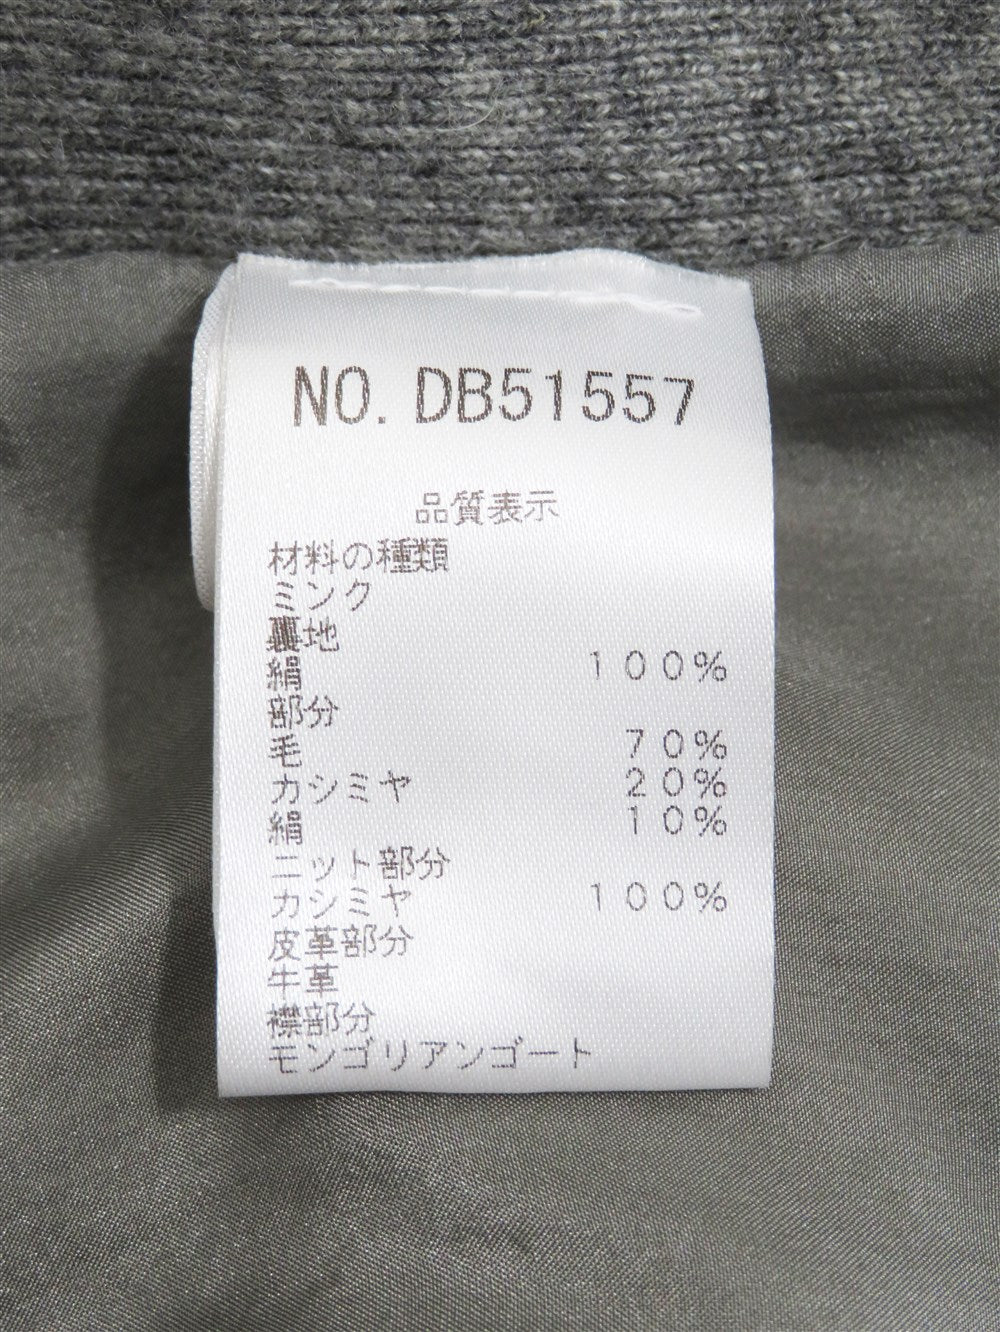 NO. DB51557
品質表示
材料の種類
ミンク
裏地
絹 100%
部分
毛 70%
カシミヤ 20%
絹 10%
ニット部分
カシミヤ 100%
皮革部分
牛革
襟部分
モンゴリアンゴート